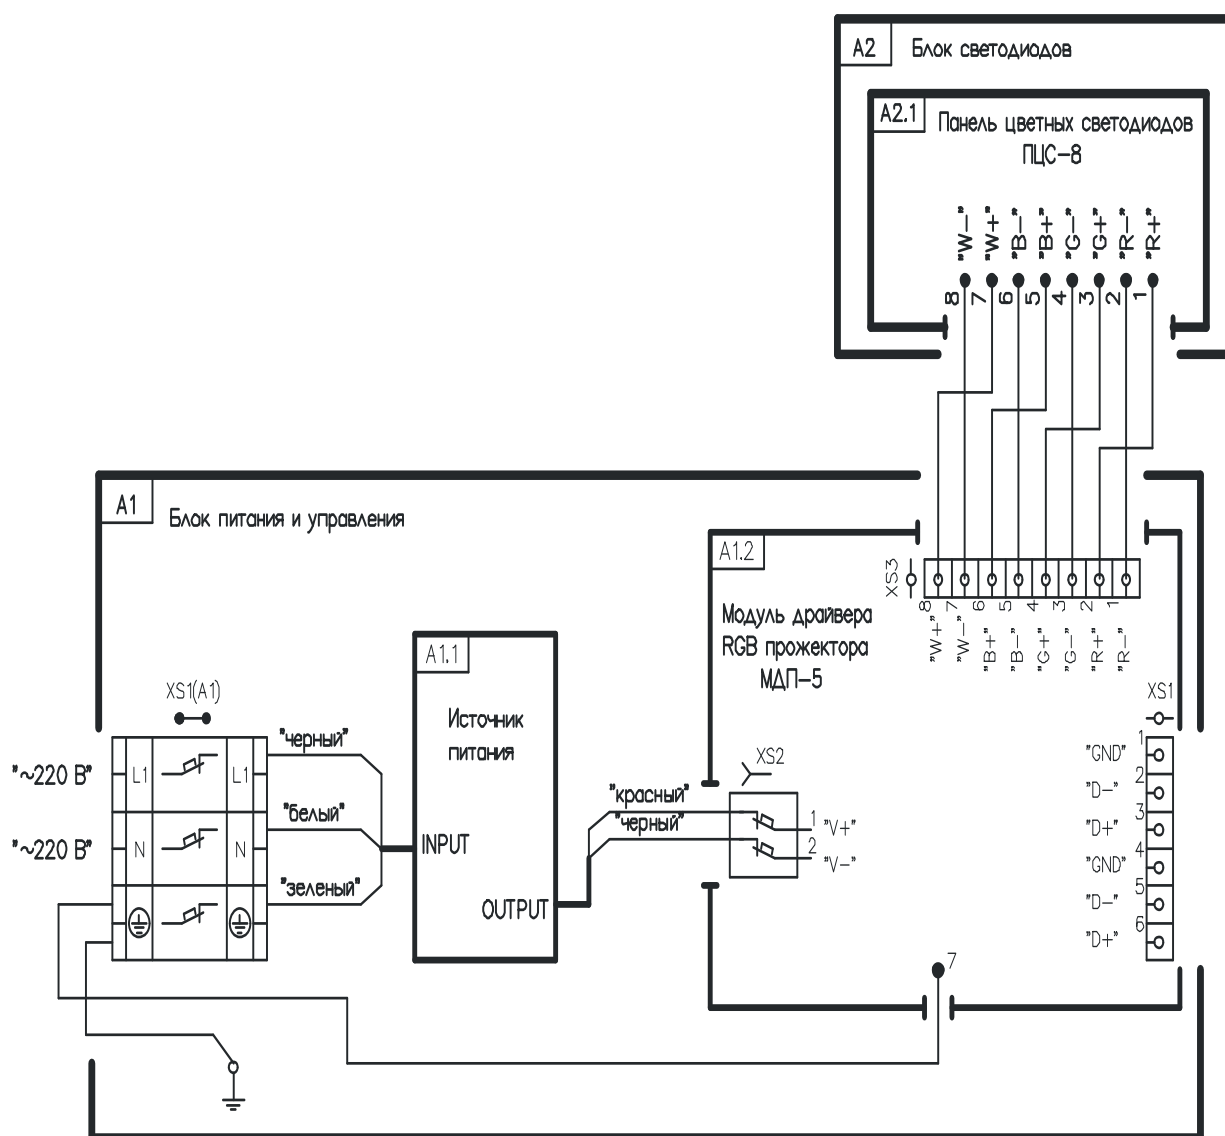 A2 Блок светодиодов
A2.1 Панель цветных светодиодов
ПЦС-8
"W-" "W+" "B-" "B+" "G-" "G+" "R-" "R+"
8 7 6 5 4 3 2 1
A1 Блок питания и управления
A1.2
XS3
8 7 6 5 4 3 2 1
"W+" "W-" "B+" "B-" "G+" "G-" "R+" "R-"
Модуль драйвера
RGB прожектора
МДП-5
A1.1
Источник
питания
INPUT
OUTPUT
XS1(A1)
"~220 В" L1 L1 "черный"
"~220 В" N N "белый"
"зеленый"
"красный"
"черный"
XS2
1 "V+"
2 "V-"
XS1
"GND" 1
"D-" 2
"D+" 3
"GND" 4
"D-" 5
"D+" 6
7